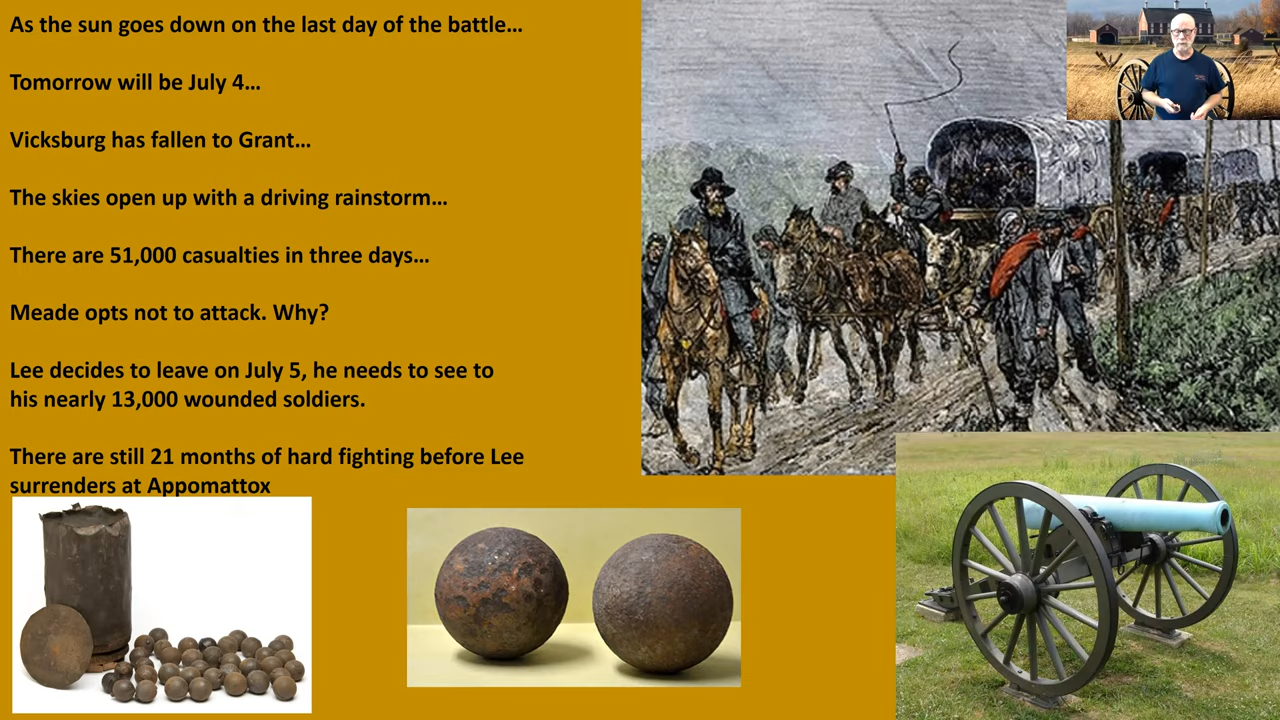 As the sun goes down on the last day of the battle…
Tomorrow will be July 4…
Vicksburg has fallen to Grant…
The skies open up with a driving rainstorm…
There are 51,000 casualties in three days…
Meade opts not to attack. Why?
Lee decides to leave on July 5, he needs to see to
his nearly 13,000 wounded soldiers.
There are still 21 months of hard fighting before Lee
surrenders at Appomattox
U S